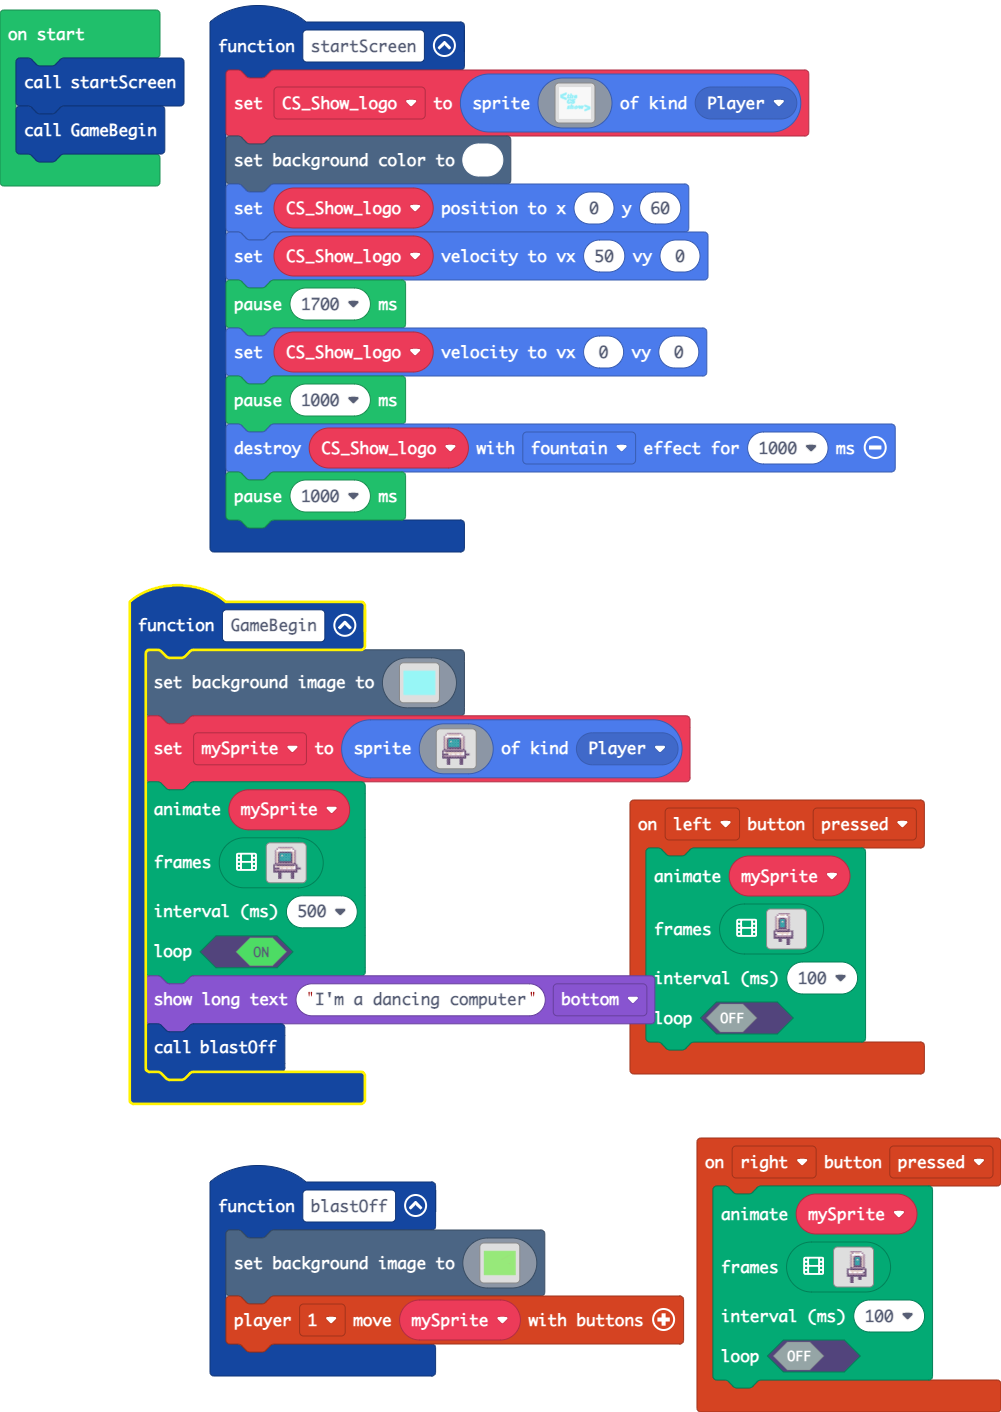 on start
call startScreen
call GameBegin
function startScreen
set CS_Show_logo to sprite of kind Player
set background color to
set CS_Show_logo position to x 0 y 60
set CS_Show_logo velocity to vx 50 vy 0
pause 1700 ms
set CS_Show_logo velocity to vx 0 vy 0
pause 1000 ms
destroy CS_Show_logo with fountain effect for 1000 ms
pause 1000 ms
function GameBegin
set background image to
set mySprite to sprite of kind Player
animate mySprite
frames
interval (ms) 500
loop ON
show long text "I'm a dancing computer" bottom
call blastOff
on left button pressed
animate mySprite
frames
interval (ms) 100
loop OFF
function blastOff
set background image to
player 1 move mySprite with buttons
on right button pressed
animate mySprite
frames
interval (ms) 100
loop OFF